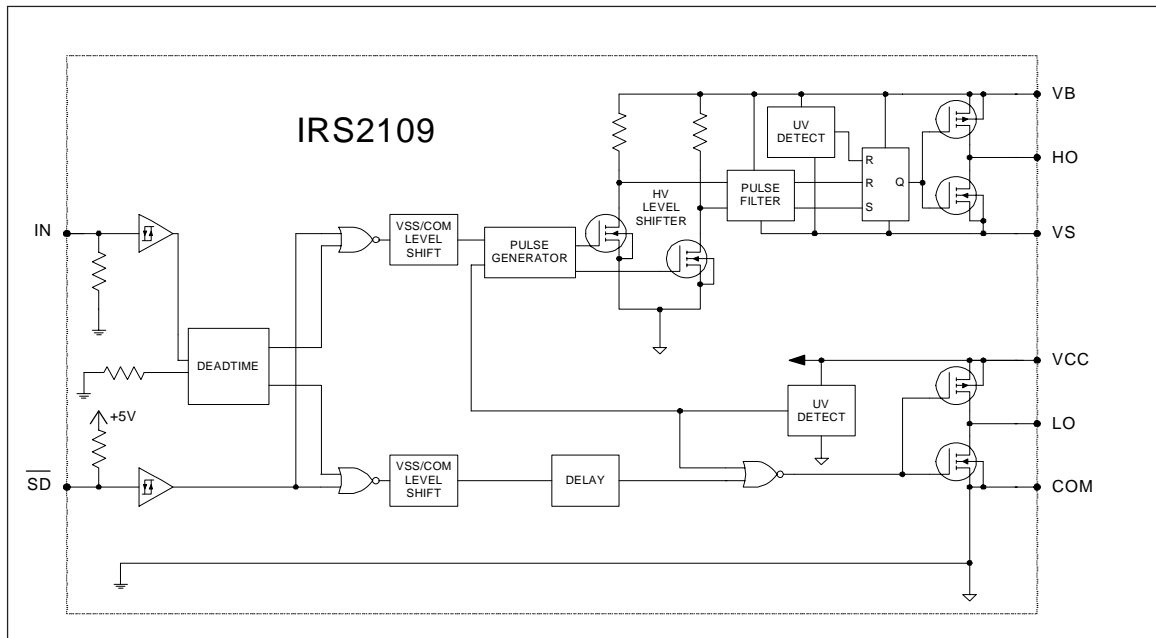 IRS2109
VB
UV
DETECT
R
R
S
Q
HO
PULSE
FILTER
HV
LEVEL
SHIFTER
VS
IN
VSS/COM
LEVEL
SHIFT
PULSE
GENERATOR
DEADTIME
+5V
VCC
UV
DETECT
LO
SD
VSS/COM
LEVEL
SHIFT
DELAY
COM